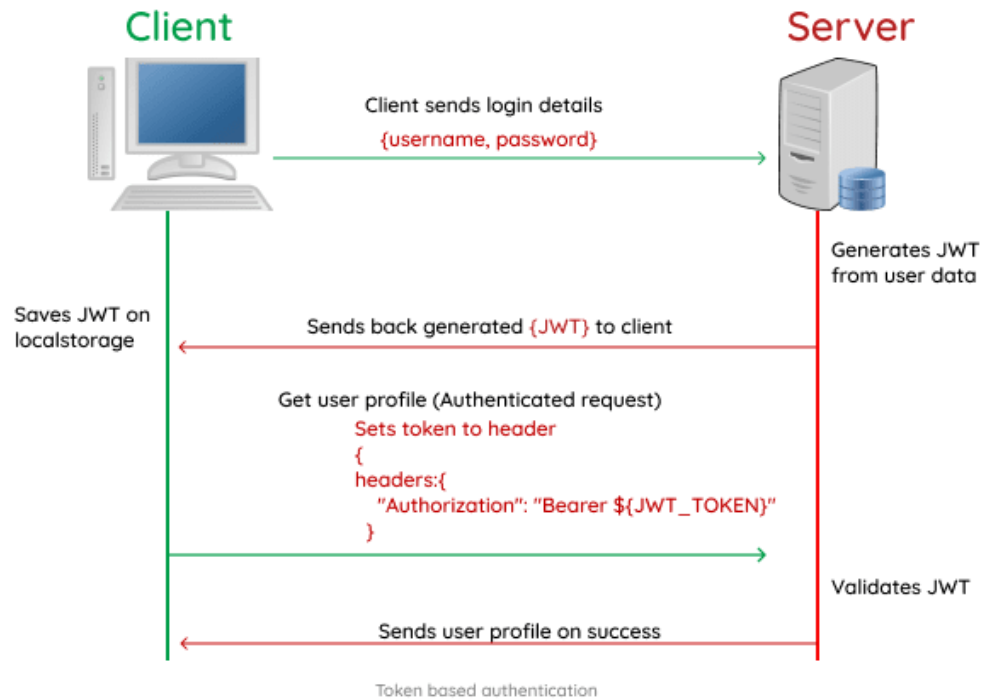 Client
Server
Client sends login details
{username, password}
Generates JWT
from user data
Saves JWT on
localstorage
Sends back generated {JWT} to client
Get user profile (Authenticated request)
Sets token to header
{
headers:{
"Authorization": "Bearer ${JWT_TOKEN}"
}
Validates JWT
Sends user profile on success
Token based authentication